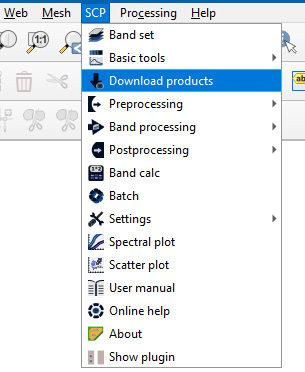 Web Mesh SCP Processing Help
1:1
Band set
Basic tools
ab
Download products
Preprocessing
Band processing
Postprocessing
Band calc
Batch
Settings
Spectral plot
Scatter plot
User manual
Online help
About
Show plugin